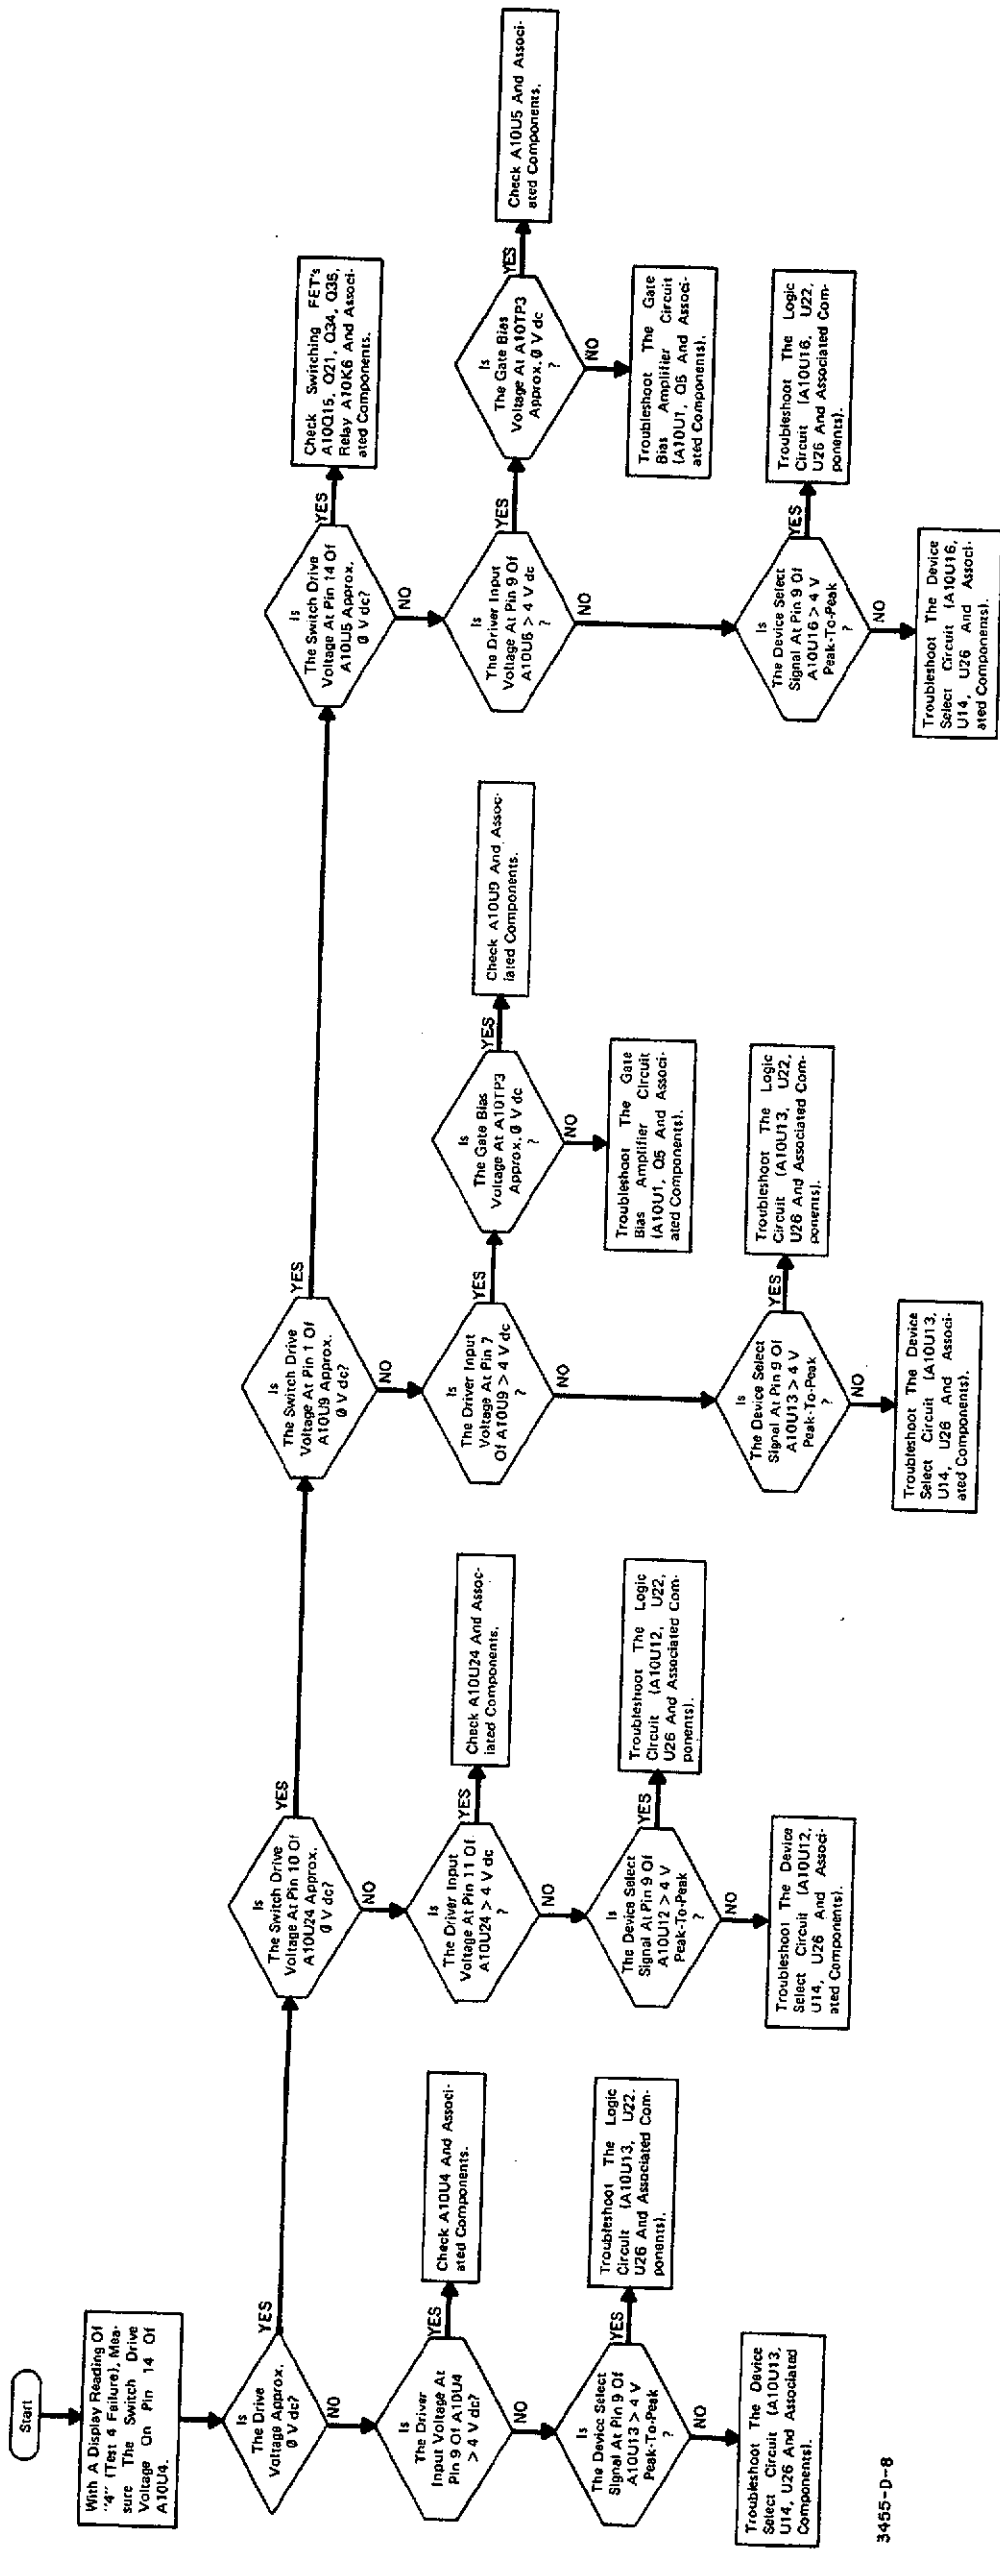 Start
With A Display Reading Of
"4" (Test 4 Failure), Mea-
sure The Switch Drive
Voltage On Pin 14 Of
A10U4.
Is
The Drive
Voltage Approx.
0 V dc?
YES
NO
Is
The Driver
Input Voltage At
Pin 9 Of A10U4
> 4 V dc?
YES
Check A10U4 And Associ-
ated Components.
NO
Is
The Device Select
Signal At Pin 9 Of
A10U13 > 4 V
Peak-To-Peak
?
YES
Troubleshoot The Logic
Circuit (A10U13, U22,
U26 And Associated Com-
ponents).
NO
Troubleshoot The Device
Select Circuit (A10U13,
U14, U26 And Associated
Components).
Is
The Switch Drive
Voltage At Pin 10 Of
A10U24 Approx.
0 V dc?
YES
NO
Is
The Driver Input
Voltage At Pin 11 Of
A10U24 > 4 V dc
?
YES
Check A10U24 And Assoc-
iated Components.
NO
Is
The Device Select
Signal At Pin 9 Of
A10U12 > 4 V
Peak-To-Peak
?
YES
Troubleshoot The Logic
Circuit (A10U12, U22,
U26 And Associated Com-
ponents).
NO
Troubleshoot The Device
Select Circuit (A10U12,
U14, U26 And Associ-
ated Components).
Is
The Switch Drive
Voltage At Pin 1 Of
A10U9 Approx.
0 V dc?
YES
NO
Is
The Driver Input
Voltage At Pin 7
Of A10U9 > 4 V dc
?
YES
Is
The Gate Bias
Voltage At A10TP3
Approx. 0 V dc
?
YES
Check A10U9 And Assoc-
iated Components.
NO
Troubleshoot The Gate
Bias Amplifier Circuit
(A10U1, Q5 And Associ-
ated Components).
NO
Is
The Device Select
Signal At Pin 9 Of
A10U13 > 4 V
Peak-To-Peak
?
YES
Troubleshoot The Logic
Circuit (A10U13, U22,
U26 And Associated Com-
ponents).
NO
Troubleshoot The Device
Select Circuit (A10U13,
U14, U26 And Associ-
ated Components).
Is
The Switch Drive
Voltage At Pin 14 Of
A10U5 Approx.
0 V dc?
YES
Check Switching FET's
A10Q15, Q21, Q34, Q35,
Relay A10K6 And Associ-
ated Components.
NO
Is
The Driver Input
Voltage At Pin 9 Of
A10U6 > 4 V dc
?
YES
Is
The Gate Bias
Voltage At A10TP3
Approx. 0 V dc
?
YES
Check A10U5 And Associ-
ated Components.
NO
Troubleshoot The Gate
Bias Amplifier Circuit
(A10U1, Q5 And Associ-
ated Components).
NO
Is
The Device Select
Signal At Pin 9 Of
A10U16 > 4 V
Peak-To-Peak
?
YES
Troubleshoot The Logic
Circuit (A10U16, U22,
U26 And Associated Com-
ponents).
NO
Troubleshoot The Device
Select Circuit (A10U16,
U14, U26 And Associ-
ated Components).
3455-D-8